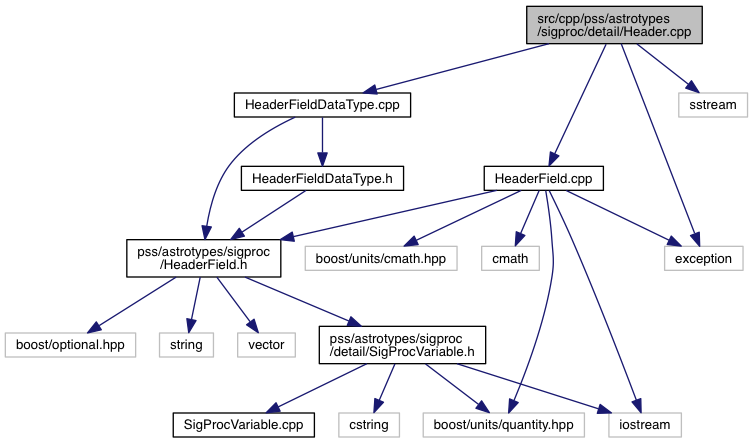 src/cpp/pss/astrotypes
/sigproc/detail/Header.cpp
HeaderFieldDataType.cpp
sstream
HeaderFieldDataType.h
HeaderField.cpp
pss/astrotypes/sigproc
/HeaderField.h
boost/units/cmath.hpp
cmath
exception
boost/optional.hpp
string
vector
pss/astrotypes/sigproc
/detail/SigProcVariable.h
SigProcVariable.cpp
cstring
boost/units/quantity.hpp
iostream